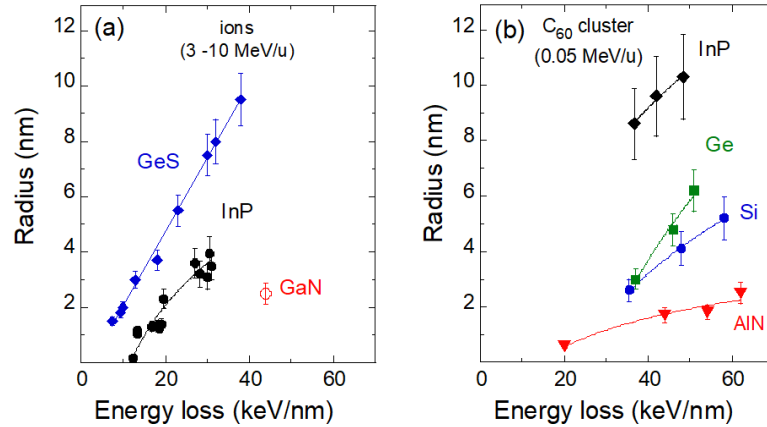 (a)
ions
(3 -10 MeV/u)
GeS
InP
GaN
Radius (nm)
10
8
6
4
2
0
20
40
60
Energy loss (keV/nm)
(b)
C60 cluster
(0.05 MeV/u)
InP
Ge
Si
AlN
Radius (nm)
12
10
8
6
4
2
0
20
40
60
Energy loss (keV/nm)